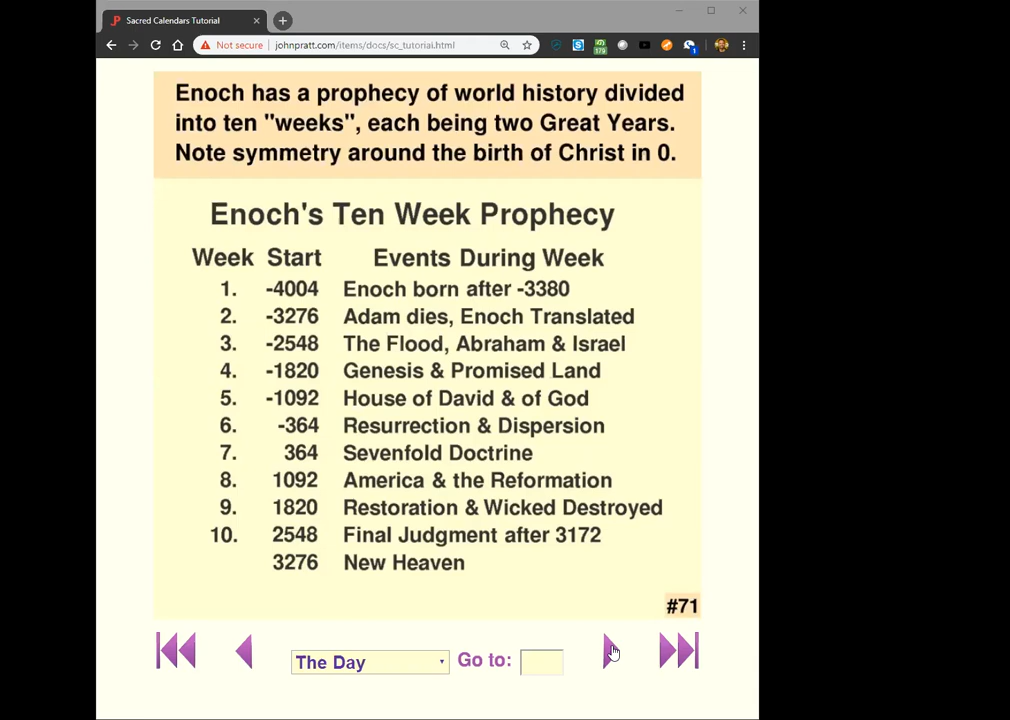 Sacred Calendars Tutorial
Not secure
johnpratt.com/items/docs/sc_tutorial.html
179
1
Enoch has a prophecy of world history divided
into ten "weeks", each being two Great Years.
Note symmetry around the birth of Christ in 0.
Enoch's Ten Week Prophecy
Week Start Events During Week
1. -4004 Enoch born after -3380
2. -3276 Adam dies, Enoch Translated
3. -2548 The Flood, Abraham & Israel
4. -1820 Genesis & Promised Land
5. -1092 House of David & of God
6. -364 Resurrection & Dispersion
7. 364 Sevenfold Doctrine
8. 1092 America & the Reformation
9. 1820 Restoration & Wicked Destroyed
10. 2548 Final Judgment after 3172
3276 New Heaven
#71
The Day Go to: